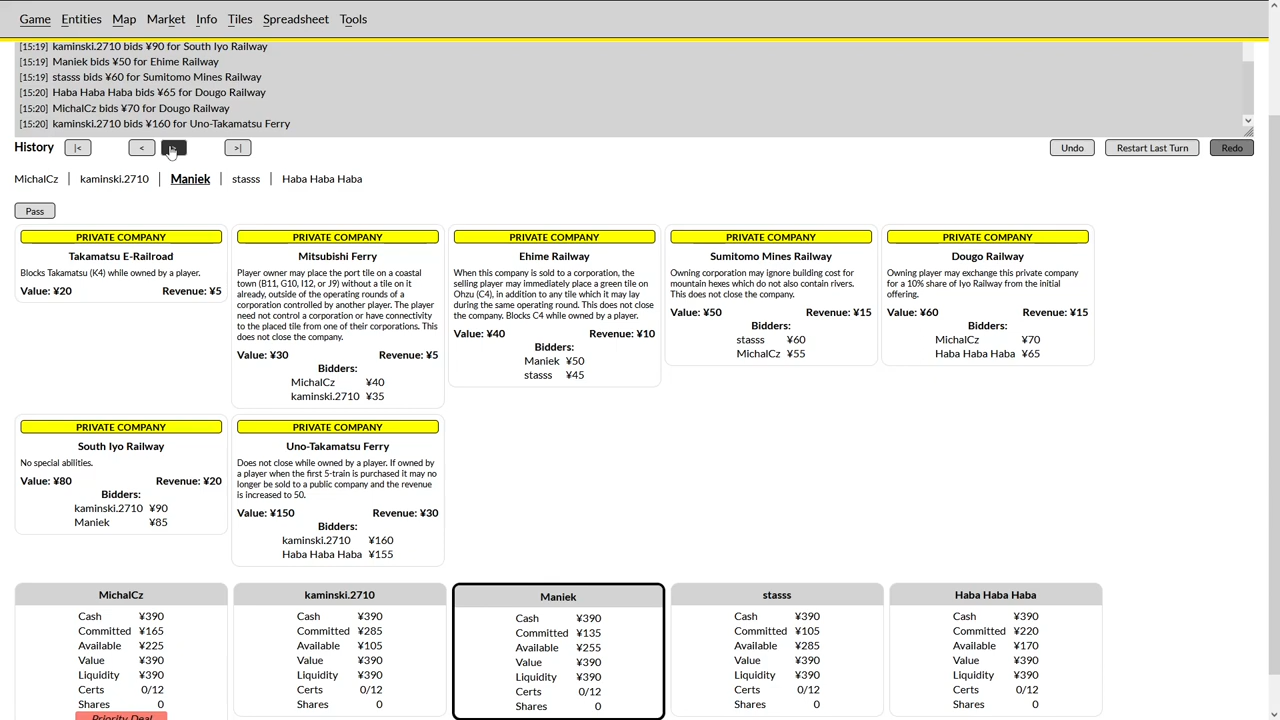 Game Entities Map Market Info Tiles Spreadsheet Tools
[15:19] kaminski.2710 bids ¥90 for South Iyo Railway
[15:19] Maniek bids ¥50 for Ehime Railway
[15:19] stasss bids ¥60 for Sumitomo Mines Railway
[15:20] Haba Haba Haba bids ¥65 for Dougo Railway
[15:20] MichalCz bids ¥70 for Dougo Railway
[15:20] kaminski.2710 bids ¥160 for Uno-Takamatsu Ferry
History |< < >| Undo Restart Last Turn Redo
MichalCz kaminski.2710 Maniek stasss Haba Haba Haba
Pass
PRIVATE COMPANY
Takamatsu E-Railroad
Blocks Takamatsu (K4) while owned by a player.
Value: ¥20 Revenue: ¥5
PRIVATE COMPANY
Mitsubishi Ferry
Player owner may place the port tile on a coastal
town (B11, G10, I12, or J9) without a tile on it
already, outside of the operating rounds of a
corporation controlled by another player. The player
need not control a corporation or have connectivity
to the placed tile from one of their corporations. This
does not close the company.
Value: ¥30 Revenue: ¥5
Bidders:
MichalCz ¥40
kaminski.2710 ¥35
PRIVATE COMPANY
Ehime Railway
When this company is sold to a corporation, the
selling player may immediately place a green tile on
Ohzu (C4), in addition to any tile which it may lay
during the same operating round. This does not close
the company. Blocks C4 while owned by a player.
Value: ¥40 Revenue: ¥10
Bidders:
Maniek ¥50
stasss ¥45
PRIVATE COMPANY
Sumitomo Mines Railway
Owning corporation may ignore building cost for
mountain hexes which do not also contain rivers.
This does not close the company.
Value: ¥50 Revenue: ¥15
Bidders:
stasss ¥60
MichalCz ¥55
PRIVATE COMPANY
Dougo Railway
Owning player may exchange this private company
for a 10% share of Iyo Railway from the initial
offering.
Value: ¥60 Revenue: ¥15
Bidders:
MichalCz ¥70
Haba Haba Haba ¥65
PRIVATE COMPANY
South Iyo Railway
No special abilities.
Value: ¥80 Revenue: ¥20
Bidders:
kaminski.2710 ¥90
Maniek ¥85
PRIVATE COMPANY
Uno-Takamatsu Ferry
Does not close while owned by a player. If owned by
a player when the first 5-train is purchased it may no
longer be sold to a public company and the revenue
is increased to 50.
Value: ¥150 Revenue: ¥30
Bidders:
kaminski.2710 ¥160
Haba Haba Haba ¥155
MichalCz
Cash ¥390
Committed ¥165
Available ¥225
Value ¥390
Liquidity ¥390
Certs 0/12
Shares 0
Priority Deal
kaminski.2710
Cash ¥390
Committed ¥285
Available ¥105
Value ¥390
Liquidity ¥390
Certs 0/12
Shares 0
Maniek
Cash ¥390
Committed ¥135
Available ¥255
Value ¥390
Liquidity ¥390
Certs 0/12
Shares 0
stasss
Cash ¥390
Committed ¥105
Available ¥285
Value ¥390
Liquidity ¥390
Certs 0/12
Shares 0
Haba Haba Haba
Cash ¥390
Committed ¥220
Available ¥170
Value ¥390
Liquidity ¥390
Certs 0/12
Shares 0